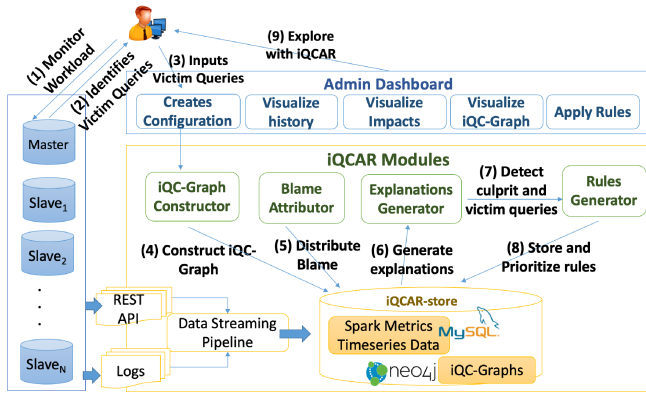 (1) Monitor
Workload
(2) Identifies
Victim Queries
(3) Inputs
Victim Queries
(9) Explore
with iQCAR
Admin Dashboard
Creates
Configuration
Visualize
history
Visualize
Impacts
Visualize
iQC-Graph
Apply Rules
Master
Slave1
Slave2
.
.
.
SlaveN
iQCAR Modules
iQC-Graph
Constructor
Blame
Attributor
Explanations
Generator
(7) Detect
culprit and
victim queries
Rules
Generator
(4) Construct iQC-
Graph
(5) Distribute
Blame
(6) Generate
explanations
(8) Store and
Prioritize rules
REST
API
Logs
Data Streaming
Pipeline
iQCAR-store
Spark Metrics
Timeseries Data
MySQL
neo4j
iQC-Graphs